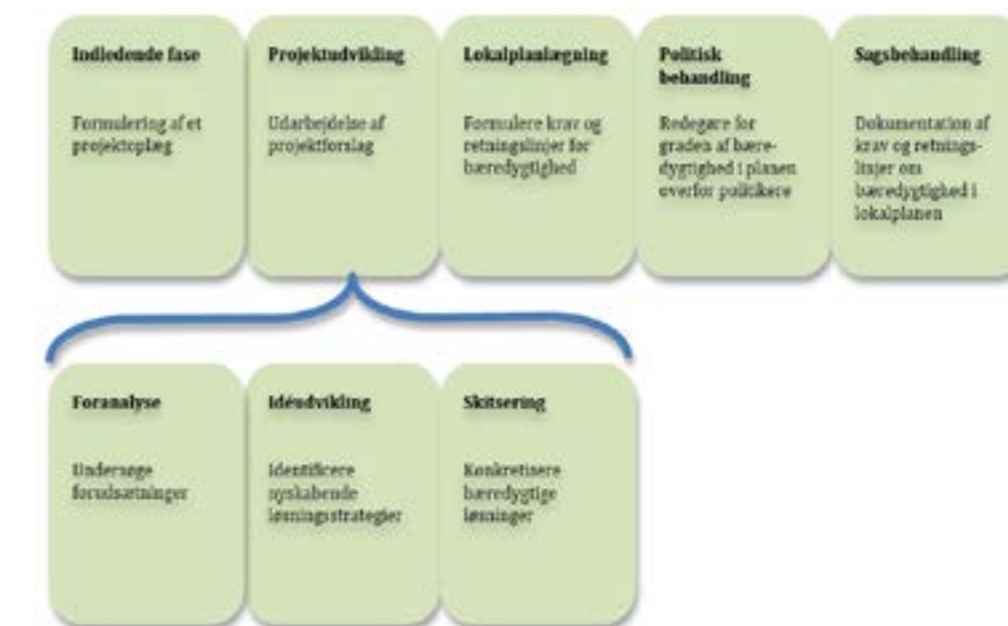 Indledende fase
Formulering af et
projektoplæg
Projektudvikling
Udarbejdelse af
projektforslag
Lokalplanlægning
Formulere krav og
retningslinjer for
bæredygtighed
Politisk
behandling
Redegøre for
graden af bære-
dygtighed i planen
overfor politikere
Sagsbehandling
Dokumentation af
krav og retnings-
linjer om
bæredygtighed i
lokalplanen
Foranalyse
Undersøge
forudsætninger
Idéudvikling
Identificere
nyskabende
løsningsstrategier
Skitsering
Konkretisere
bæredygtige
løsninger